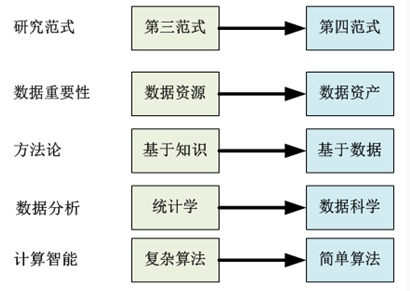 研究范式 第三范式 第四范式
数据重要性 数据资源 数据资产
方法论 基于知识 基于数据
数据分析 统计学 数据科学
计算智能 复杂算法 简单算法